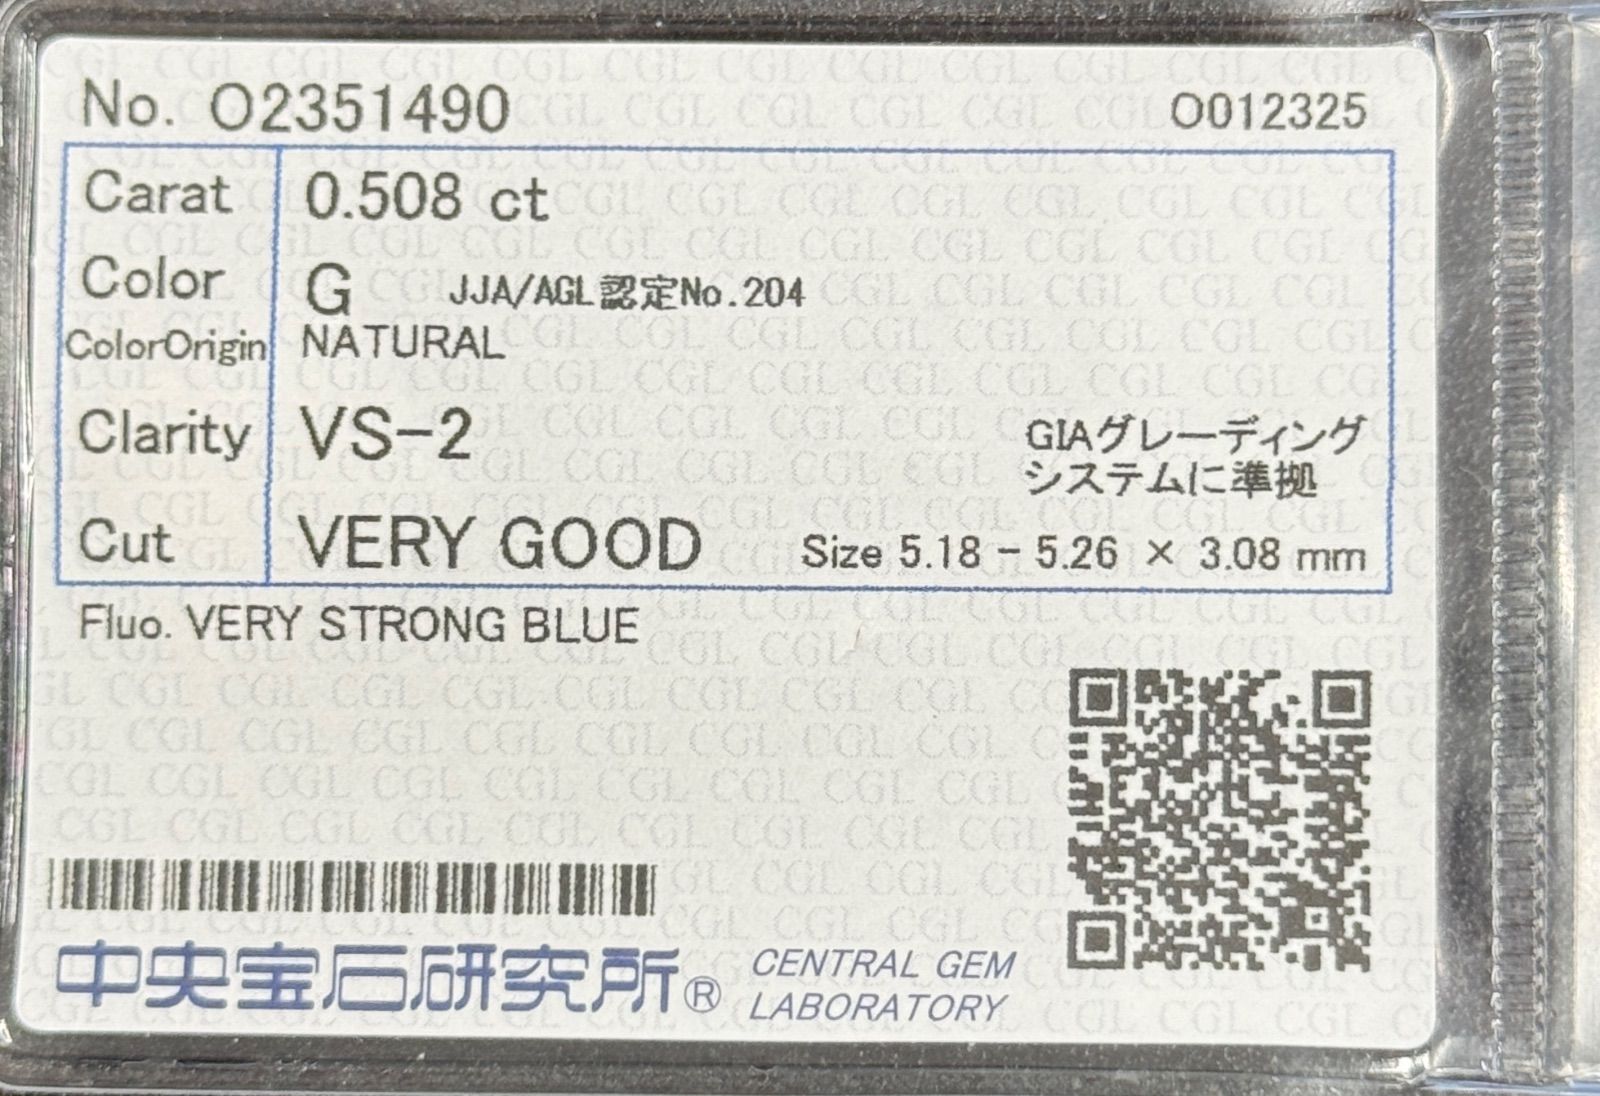 No. O2351490
O012325
Carat 0.508 ct
Color G JJA/AGL認定No.204
ColorOrigin NATURAL
Clarity VS-2
GIAグレーディング
システムに準拠
Cut VERY GOOD Size 5.18 - 5.26 × 3.08 mm
Fluo. VERY STRONG BLUE
中央宝石研究所® CENTRAL GEM
LABORATORY